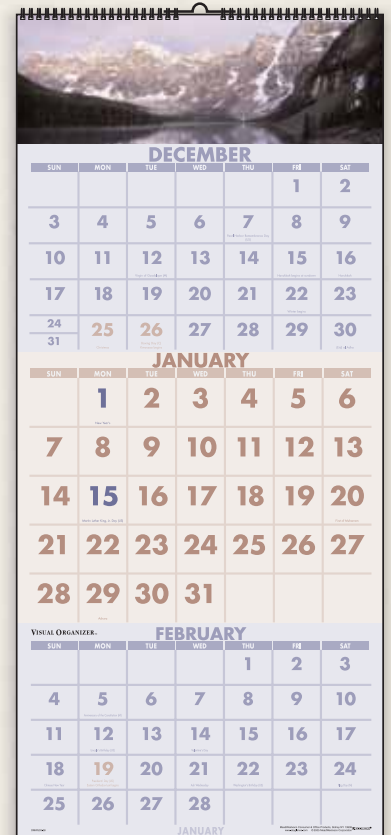 DECEMBER
SUN MON TUE WED THU FRI SAT
1 2
3 4 5 6 7 8 9
10 11 12 13 14 15 16
17 18 19 20 21 22 23
24 25 26 27 28 29 30
31
JANUARY
SUN MON TUE WED THU FRI SAT
1 2 3 4 5 6
7 8 9 10 11 12 13
14 15 16 17 18 19 20
21 22 23 24 25 26 27
28 29 30 31
VISUAL ORGANIZER FEBRUARY
SUN MON TUE WED THU FRI SAT
1 2 3
4 5 6 7 8 9 10
11 12 13 14 15 16 17
18 19 20 21 22 23 24
25 26 27 28
JANUARY